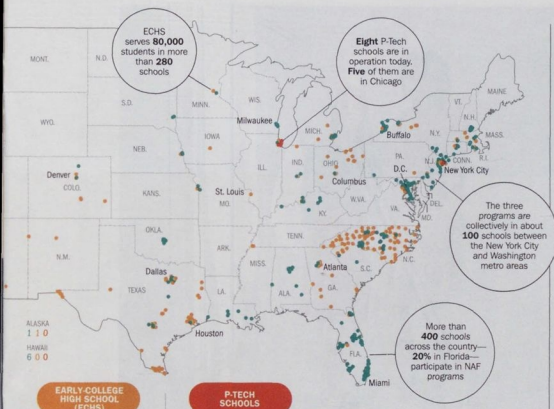 ECHS
serves 80,000
students in more
than 280
schools
Eight P-Tech
schools are in
operation today.
Five of them are
in Chicago
MONT.
N.D.
MINN.
WIS.
MICH.
VT.
MAINE
N.H.
MASS.
N.Y.
CONN.
R.I.
S.D.
WYO.
NEB.
IOWA
ILL.
IND.
OHIO
PA.
N.J.
Milwaukee
Buffalo
New York City
D.C.
DEL.
MD.
Denver
COLO.
KANS.
MO.
St. Louis
Columbus
W.VA.
VA.
KY.
The three
programs are
collectively in about
100 schools between
the New York City
and Washington
metro areas
N.M.
OKLA.
ARK.
TENN.
N.C.
S.C.
MISS.
ALA.
GA.
Atlanta
Dallas
TEXAS
LA.
Houston
FLA.
Miami
ALASKA
1 1 0
HAWAII
6 0 0
More than
400 schools
across the country—
20% in Florida—
participate in NAF
programs
EARLY-COLLEGE
HIGH SCHOOL
(ECHS)
P-TECH
SCHOOLS